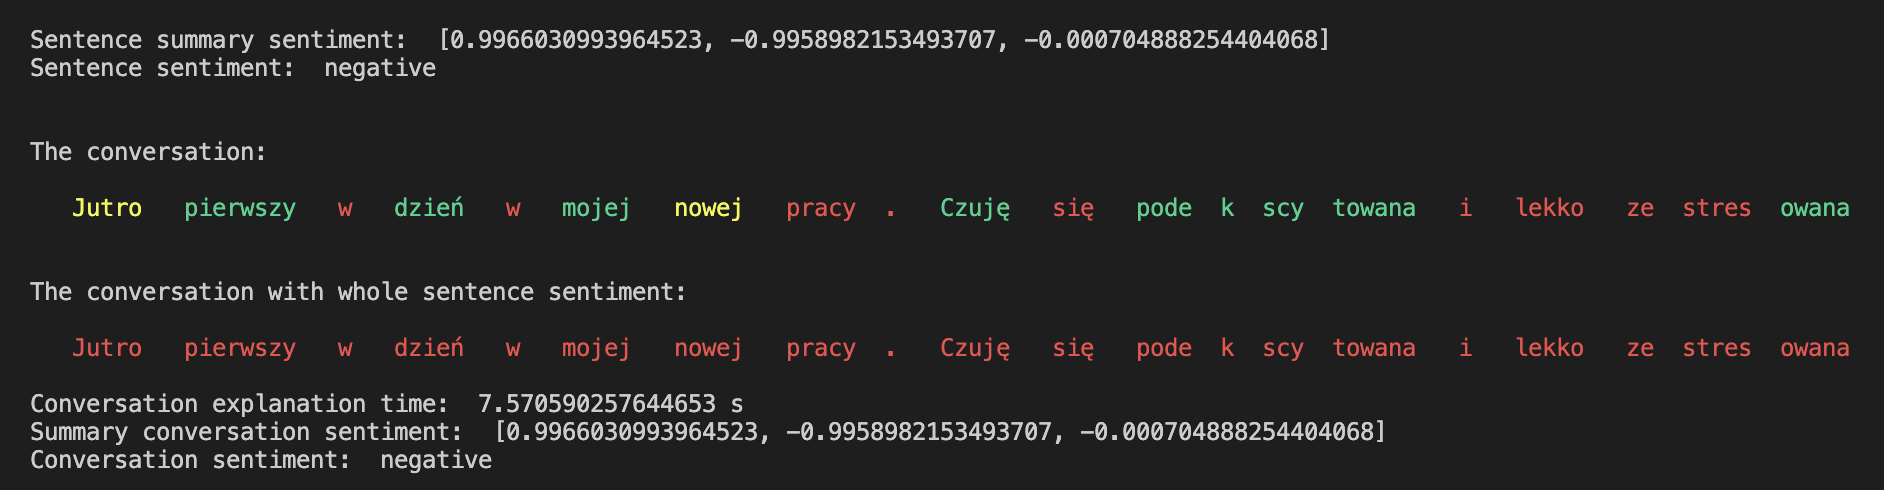 Sentence summary sentiment:  [0.9966030993964523, -0.9958982153493707, -0.000704888254404068]
Sentence sentiment:  negative
The conversation:
Jutro pierwszy w dzień w mojej nowej pracy . Czuję się pode k scy towana i lekko ze stres owana
The conversation with whole sentence sentiment:
Jutro pierwszy w dzień w mojej nowej pracy . Czuję się pode k scy towana i lekko ze stres owana
Conversation explanation time:  7.570590257644653 s
Summary conversation sentiment:  [0.9966030993964523, -0.9958982153493707, -0.000704888254404068]
Conversation sentiment:  negative